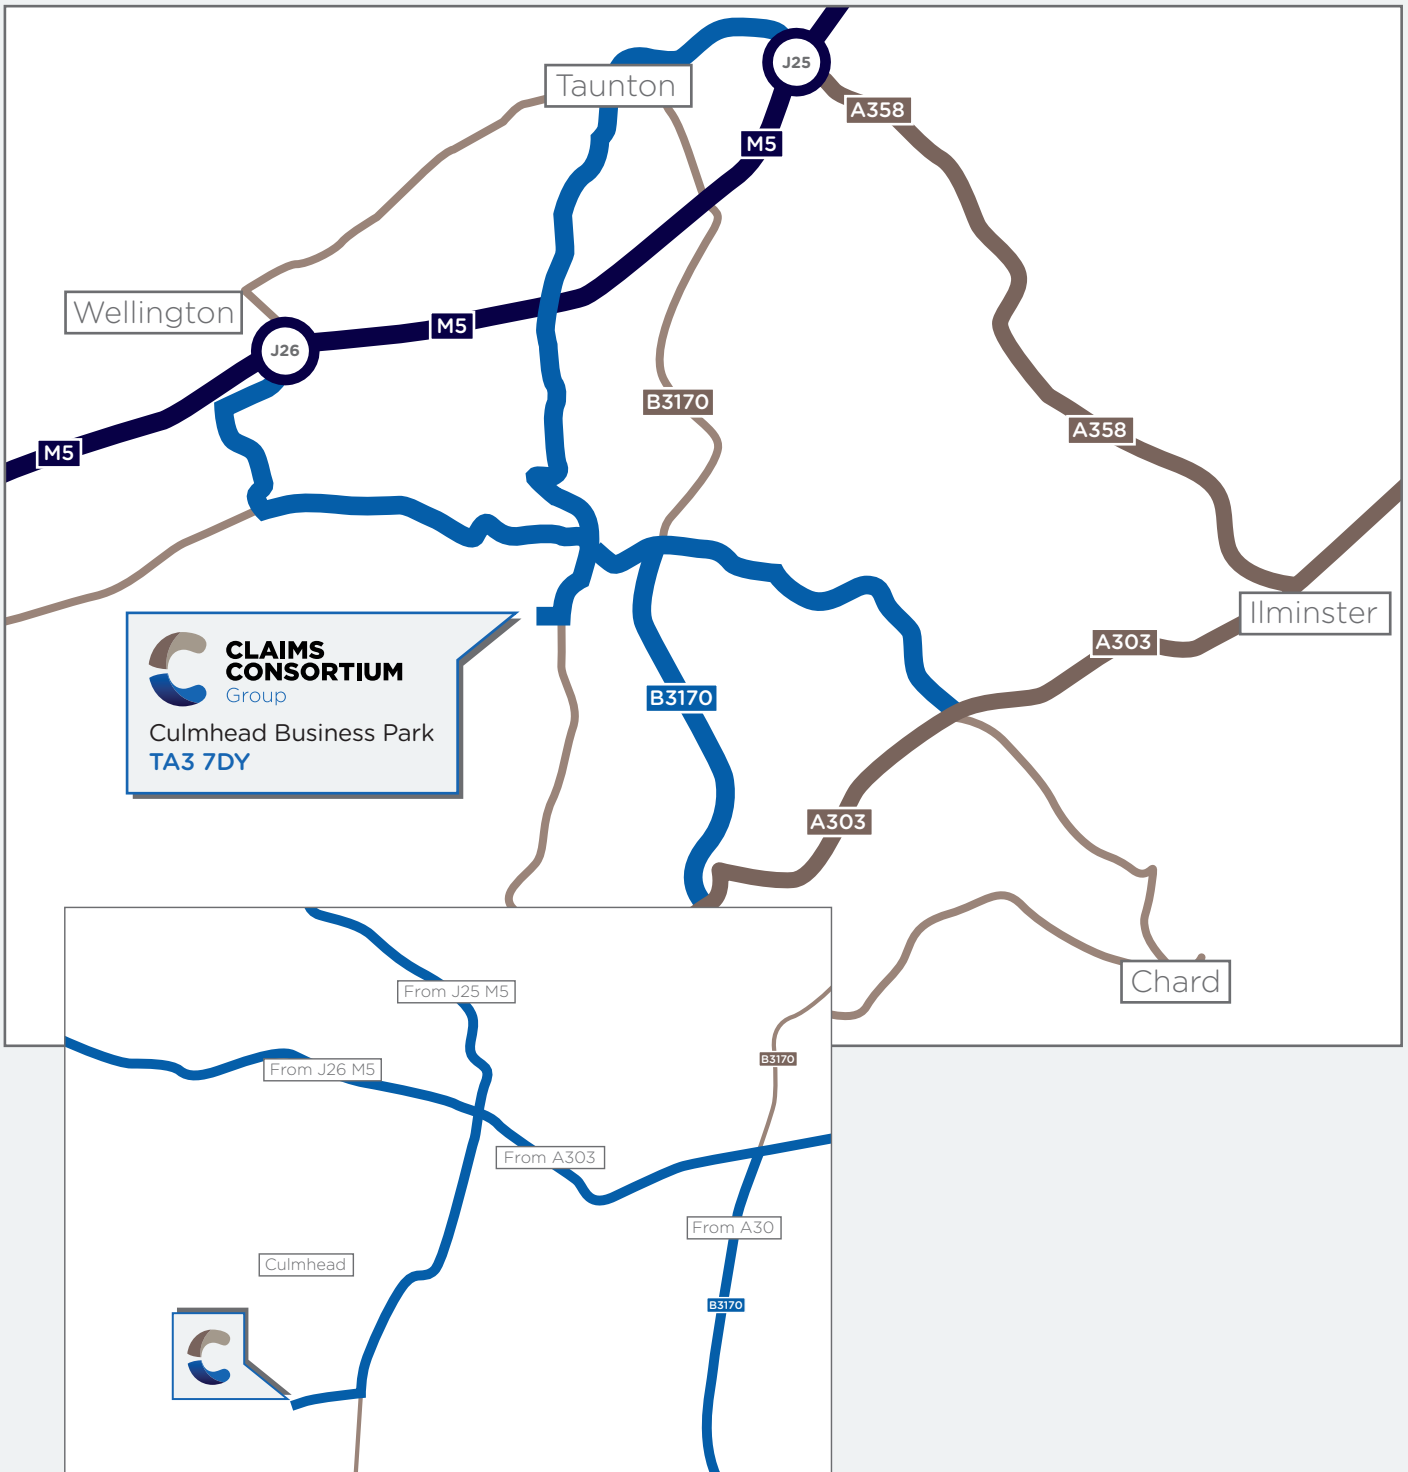 J25
Taunton
A358
M5
Wellington
M5
J26
B3170
A358
M5
Ilminster
A303
CLAIMS
CONSORTIUM
Group
B3170
Culmhead Business Park
TA3 7DY
A303
Chard
From J25 M5
B3170
From J26 M5
From A303
From A30
Culmhead
B3170